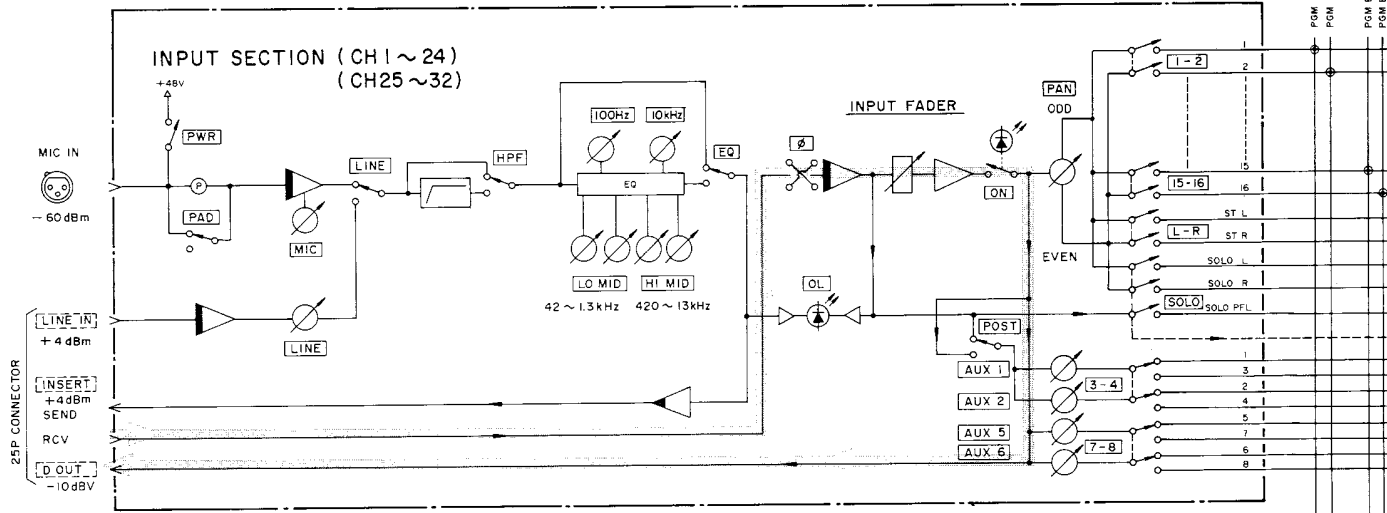 INPUT SECTION (CH1~24)
(CH25~32)
+48V
PWR
MIC IN
-60dBm
P
PAD
MIC
LINE
HPF
100Hz
10kHz
EQ
EQ
LO MID
HI MID
42~1.3kHz
420~13kHz
LINE IN
+4dBm
LINE
25P CONNECTOR
INSERT
+4dBm
SEND
RCV
D OUT
-10dBV
ø
INPUT FADER
ON
OL
POST
AUX 1
AUX 2
AUX 5
AUX 6
PAN
ODD
EVEN
1-2
15-16
L-R
SOLO
3-4
7-8
1
2
15
16
ST L
ST R
SOLO L
SOLO R
SOLO PFL
1
3
2
4
5
7
6
8
PGM
PGM
PGM
PGM